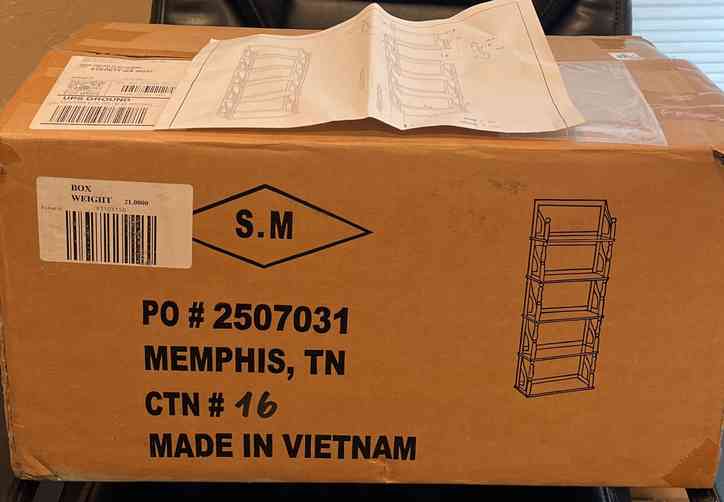 UPS GROUND
BOX
WEIGHT 21.0000
S.M
PO # 2507031
MEMPHIS, TN
CTN # 16
MADE IN VIETNAM